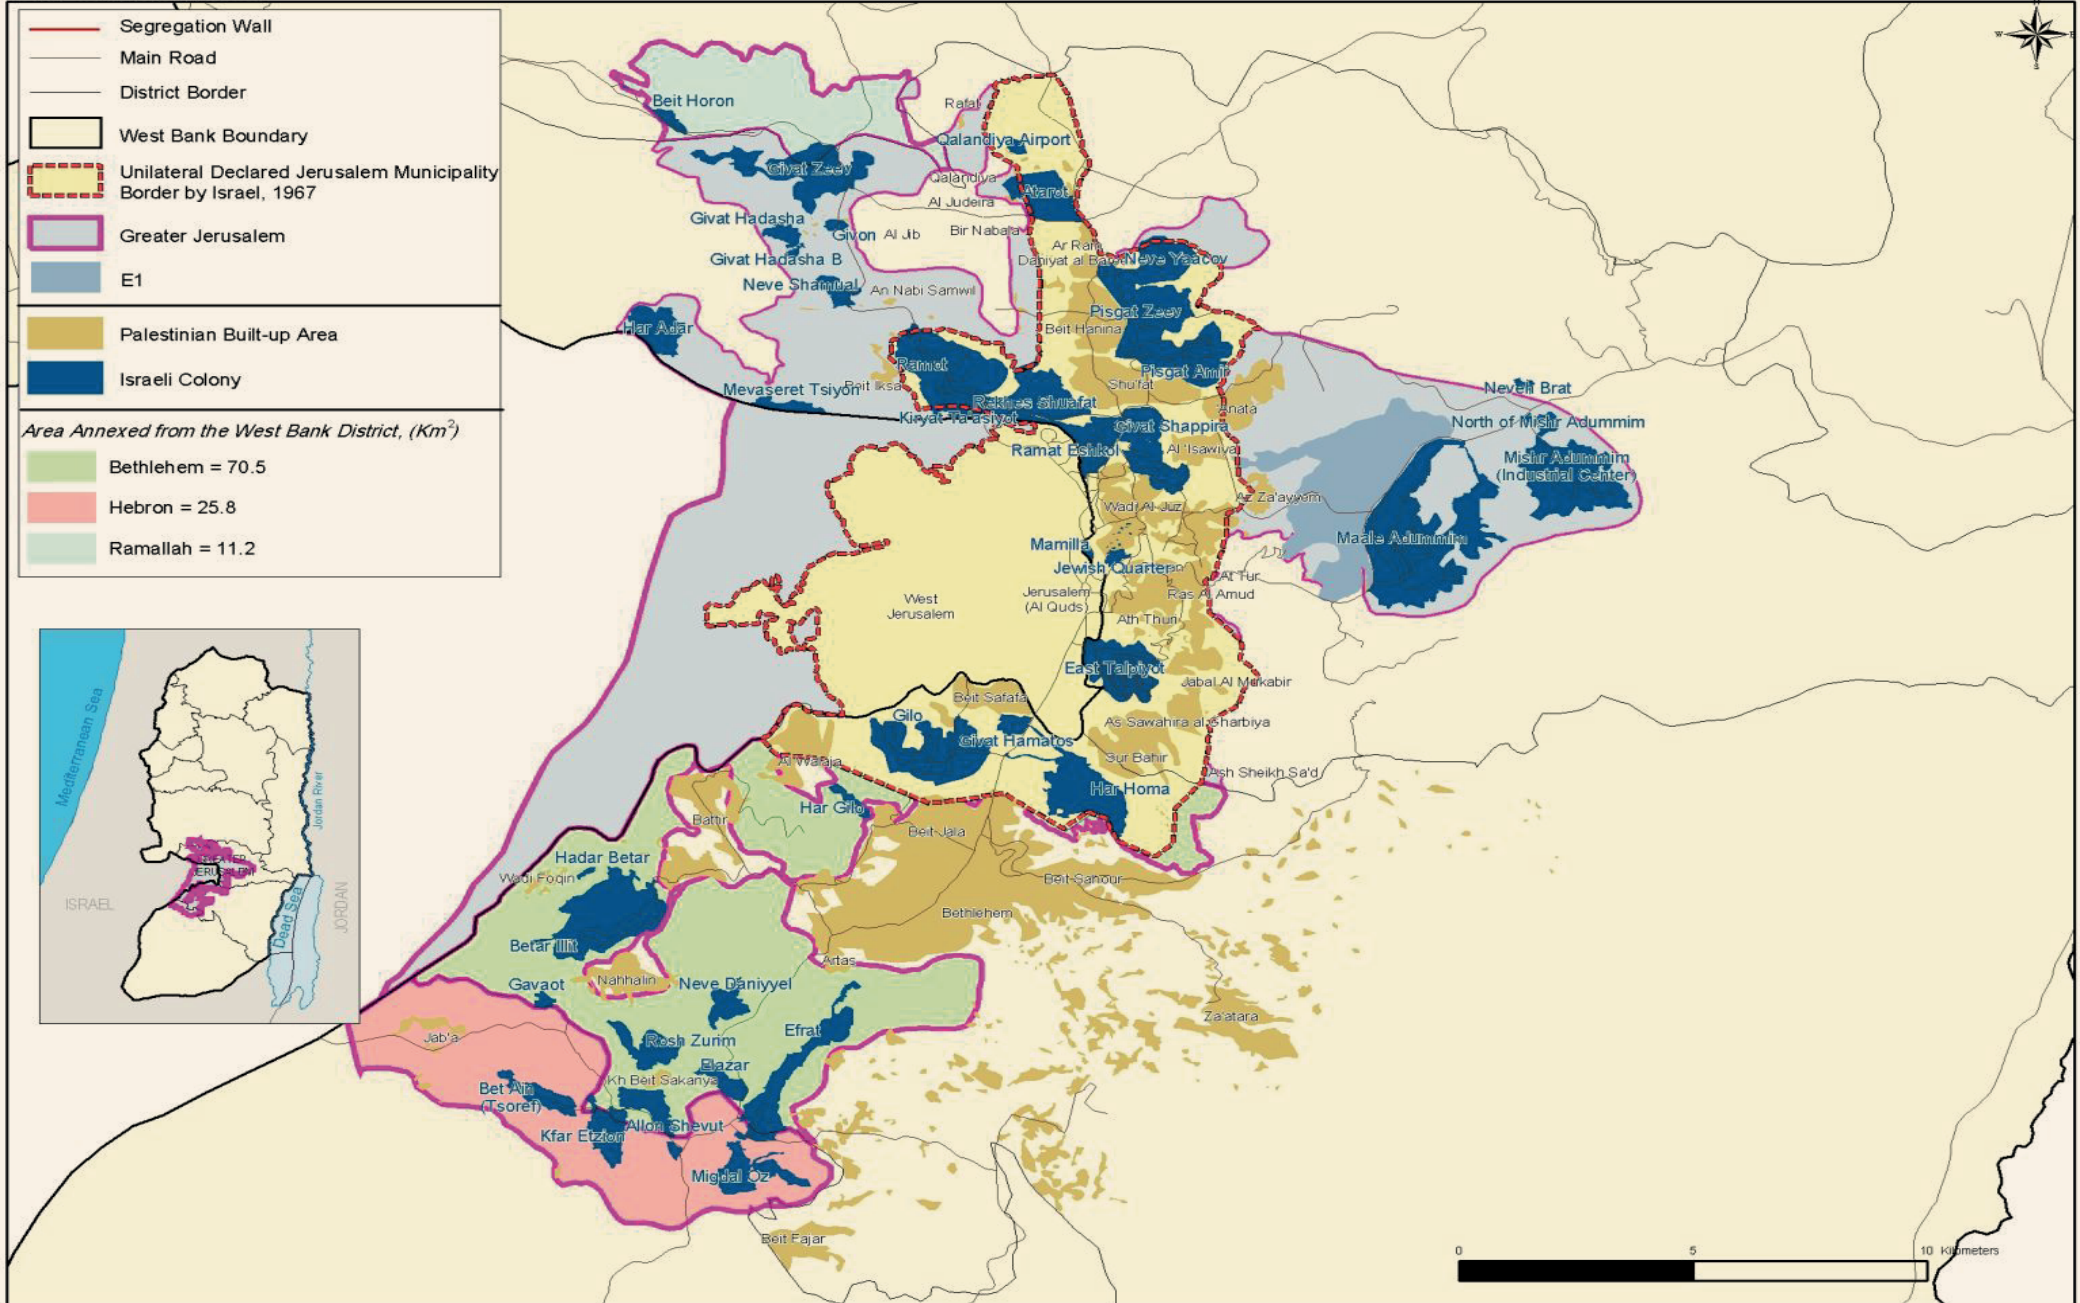 Segregation Wall
Main Road
District Border
West Bank Boundary
Unilateral Declared Jerusalem Municipality
Border by Israel, 1967
Greater Jerusalem
E1
Palestinian Built-up Area
Israeli Colony
Area Annexed from the West Bank District, (Km²)
Bethlehem = 70.5
Hebron = 25.8
Ramallah = 11.2
Mediterranean Sea
Jordan River
GREATER
JERUSALEM
ISRAEL
Dead Sea
JORDAN
N
W
E
S
Beit Horon
Rafat
Qalandiya Airport
Givat Zeev
Qalandiya
Atarot
Al Judeira
Givat Hadasha
Givon
Al Jib
Bir Nabala
Ar Ram
Givat Hadasha B
Neve Yaacov
Neve Shamual
An Nabi Samwil
Pisgat Zeev
Har Adar
Beit Hanina
Ramot
Pisgat Amir
Mevaseret Tsiyon
Beit Iksa
Shu'fat
Neveh Brat
Rekhes Shuafat
Anata
Kiryat Ta'asiyot
Givat Shappira
North of Mishr Adummim
Ramat Eshkol
Al 'Isawiya
Mishr Adummim
(Industrial Center)
Az Za'ayyem
Wadi Al Juz
Mamilla
Maale Adummim
Jewish Quarter
At Tur
West
Jerusalem
Jerusalem
(Al Quds)
Ras Al Amud
Ath Thuri
East Talpiyot
Jabal Al Mukabir
Beit Safafa
Gilo
As Sawahira al Gharbiya
Givat Hamatos
Al Walaja
Sur Bahir
Ash Sheikh Sa'd
Har Gilo
Har Homa
Battir
Beit Jala
Hadar Betar
Wadi Foqin
Beit Sahour
Bethlehem
Betar Illit
Artas
Gavaot
Nahhalin
Neve Daniyyel
Za'atara
Efrat
Jab'a
Rosh Zurim
Elazar
Kh Beit Sakariya
Bet Ain
(Tsoref)
Kfar Etzion
Allon Shevut
Migdal Oz
Beit Fajar
0
5
10 Kilometers